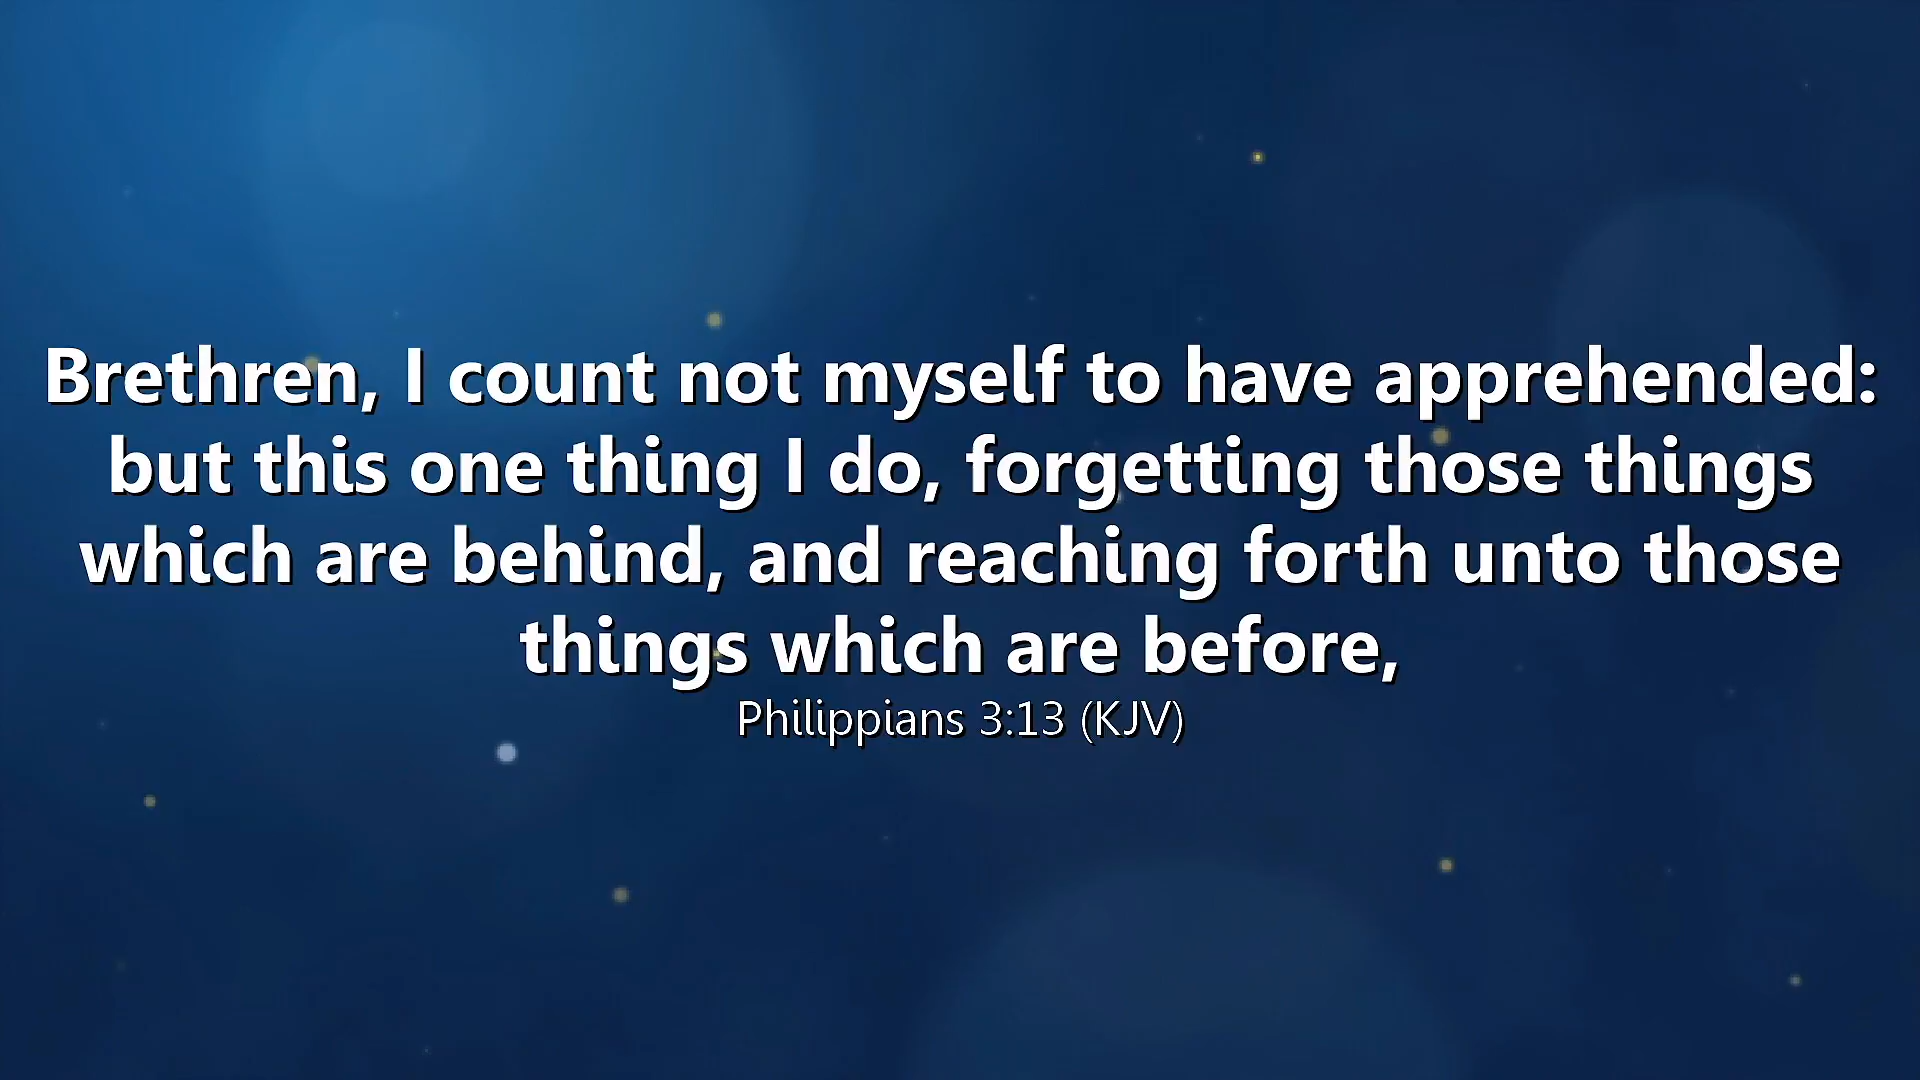 Brethren, I count not myself to have apprehended:
but this one thing I do, forgetting those things
which are behind, and reaching forth unto those
things which are before,
Philippians 3:13 (KJV)